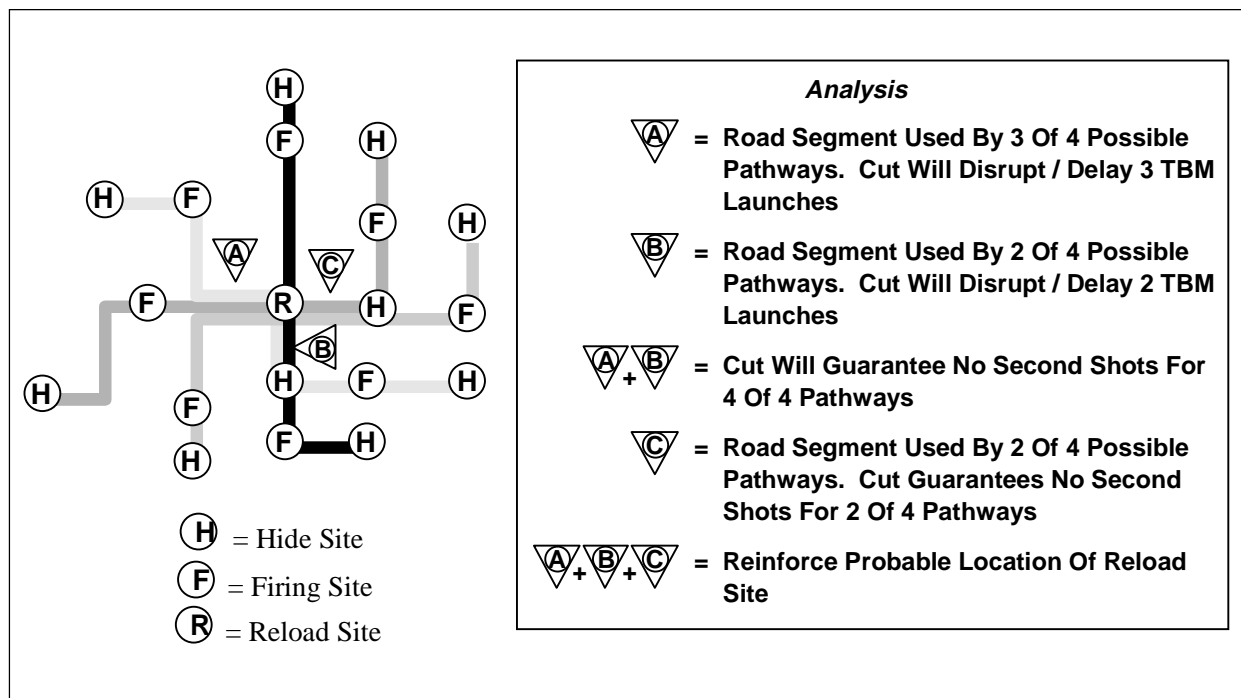 H
F
H
H
F
F
H
A
C
F
R
H
F
B
H
H
F
H
F
F
H
H
H = Hide Site
F = Firing Site
R = Reload Site
Analysis
A = Road Segment Used By 3 Of 4 Possible
Pathways. Cut Will Disrupt / Delay 3 TBM
Launches
B = Road Segment Used By 2 Of 4 Possible
Pathways. Cut Will Disrupt / Delay 2 TBM
Launches
A + B = Cut Will Guarantee No Second Shots For
4 Of 4 Pathways
C = Road Segment Used By 2 Of 4 Possible
Pathways. Cut Guarantees No Second
Shots For 2 Of 4 Pathways
A + B + C = Reinforce Probable Location Of Reload
Site